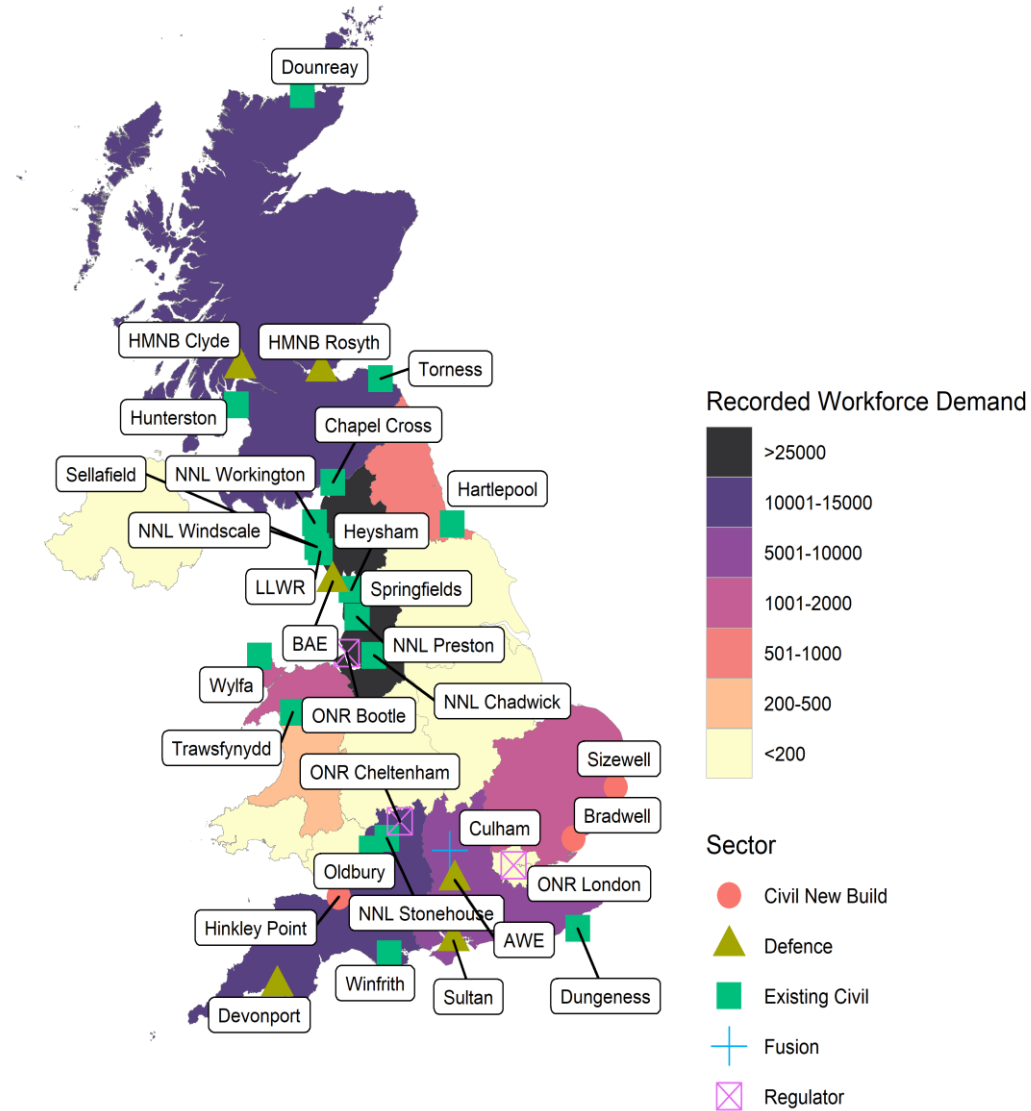 Dounreay
HMNB Clyde
HMNB Rosyth
Torness
Hunterston
Chapel Cross
Sellafield
NNL Workington
Hartlepool
NNL Windscale
Heysham
LLWR
Springfields
BAE
NNL Preston
Wylfa
NNL Chadwick
ONR Bootle
Trawsfynydd
ONR Cheltenham
Sizewell
Bradwell
Culham
Oldbury
ONR London
NNL Stonehouse
Hinkley Point
AWE
Winfrith
Sultan
Dungeness
Devonport
Recorded Workforce Demand
>25000
10001-15000
5001-10000
1001-2000
501-1000
200-500
<200
Sector
Civil New Build
Defence
Existing Civil
Fusion
Regulator